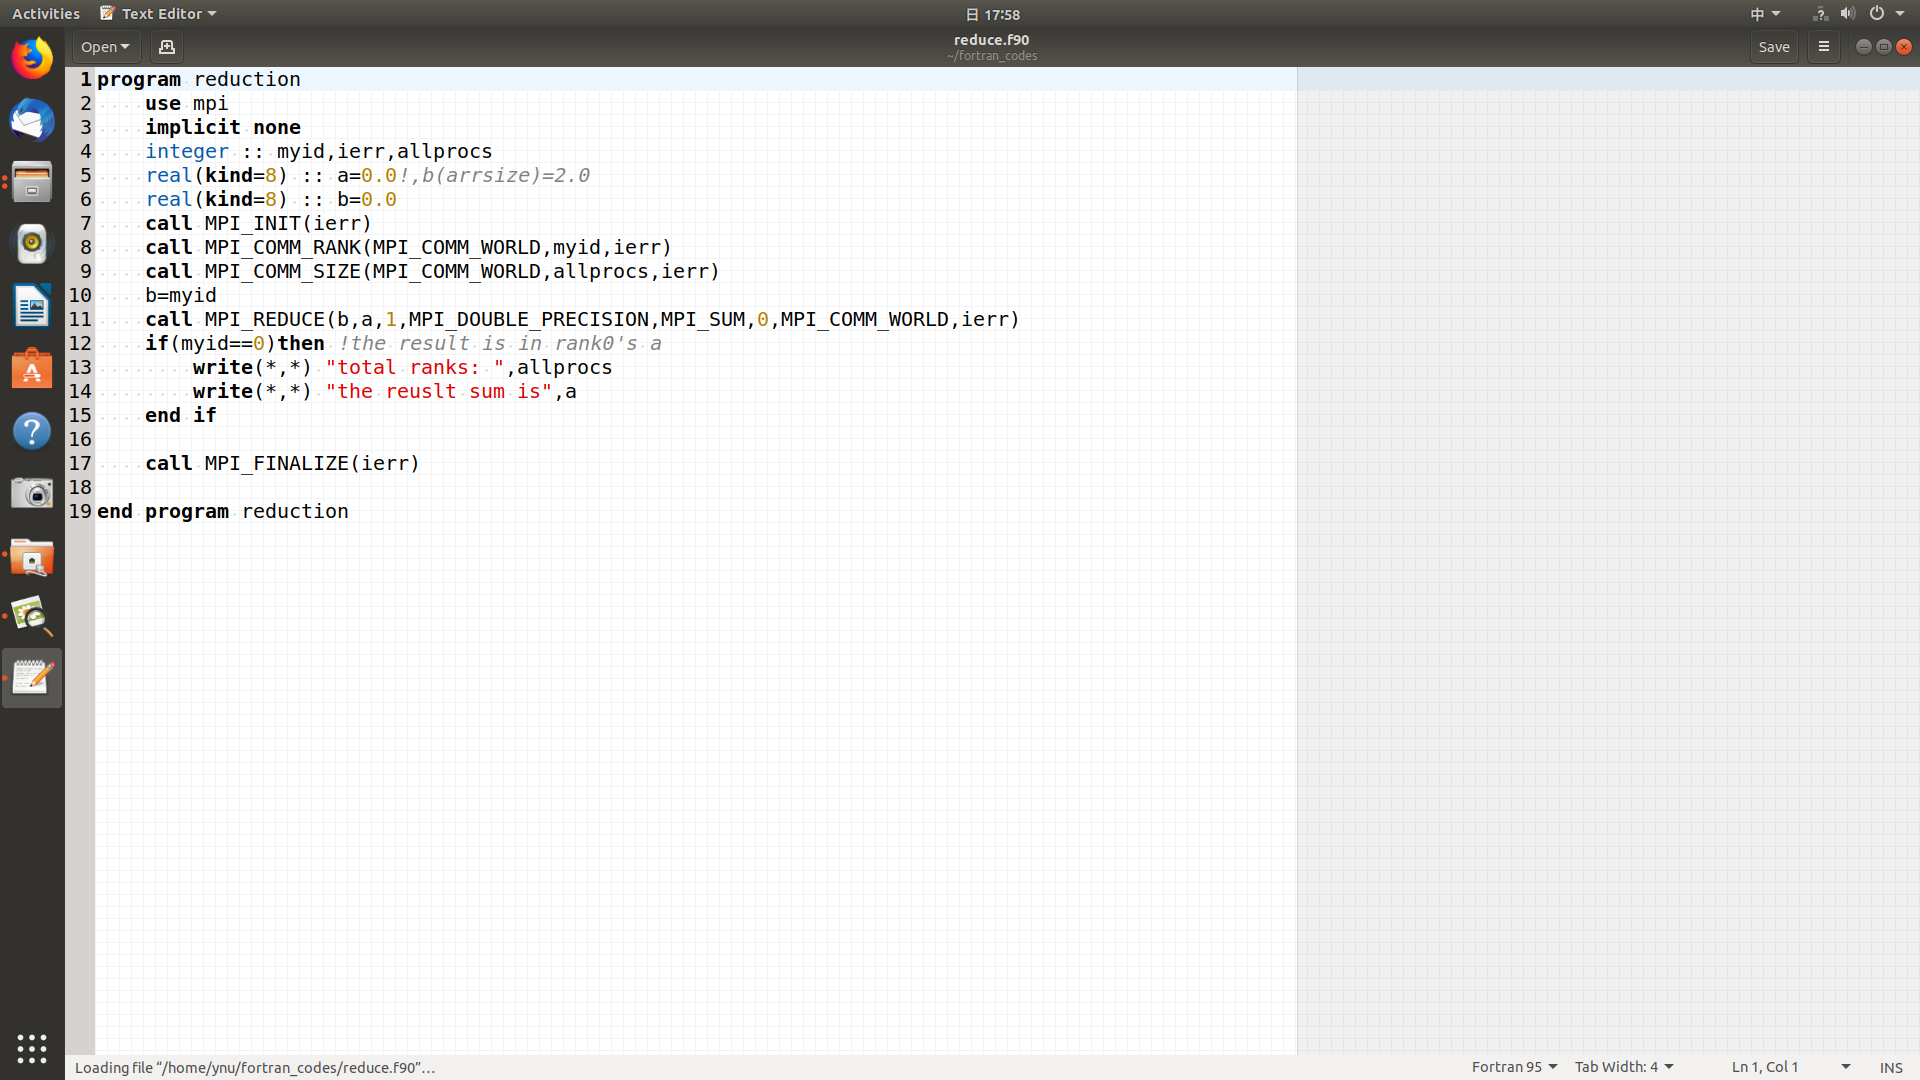 Activities Text Editor 日 17:58 中
Open reduce.f90 Save
~/fortran_codes
1 program reduction
2 use mpi
3 implicit none
4 integer :: myid,ierr,allprocs
5 real(kind=8) :: a=0.0!,b(arrsize)=2.0
6 real(kind=8) :: b=0.0
7 call MPI_INIT(ierr)
8 call MPI_COMM_RANK(MPI_COMM_WORLD,myid,ierr)
9 call MPI_COMM_SIZE(MPI_COMM_WORLD,allprocs,ierr)
10 b=myid
11 call MPI_REDUCE(b,a,1,MPI_DOUBLE_PRECISION,MPI_SUM,0,MPI_COMM_WORLD,ierr)
12 if(myid==0)then !the result is in rank0's a
13 write(*,*) "total ranks: ",allprocs
14 write(*,*) "the reuslt sum is",a
15 end if
16
17 call MPI_FINALIZE(ierr)
18
19 end program reduction
Loading file “/home/ynu/fortran_codes/reduce.f90”… Fortran 95 Tab Width: 4 Ln 1, Col 1 INS